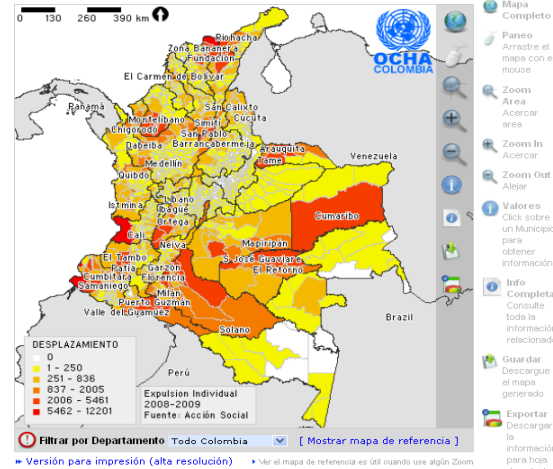 0 130 260 390 km
OCHA
COLOMBIA
Riohacha
Zona Bananera
Fundación
El Carmen de Bolívar
Panamá
San Calixto
Montelíbano
Simití
Cúcuta
Chigorodó
San Pablo
Dabeiba
Barrancabermeja
Arauquita
Tame
Venezuela
Medellín
Quibdó
Istmina
Líbano
Ibagué
Ortega
Cumaribo
Cali
Neiva
Mapiripán
El Tambo
S José Guaviare
Patía
Garzón
El Retorno
Cumbitara
Florencia
Samaniego
Milán
Puerto Guzmán
Valle del Guamuez
Solano
Brasil
Perú
DESPLAZAMIENTO
0
1 - 250
251 - 836
837 - 2005
2006 - 5461
5462 - 12201
Expulsion Individual
2008-2009
Fuente: Acción Social
Filtrar por Departamento Todo Colombia [ Mostrar mapa de referencia ]
Versión para impresión (alta resolución) Ver el mapa de referencia es útil cuando use algún Zoom
Mapa
Completo
Paneo
Arrastre el
mapa con el
mouse
Zoom
Area
Acercar
area
Zoom In
Acercar
Zoom Out
Alejar
Valores
Click sobre
un Municipio
para
obtener
información
Info
Completa
Consulte
toda la
información
relacionada
Guardar
Descargue
el mapa
generado
Exportar
Descargar
la
información
para hoja